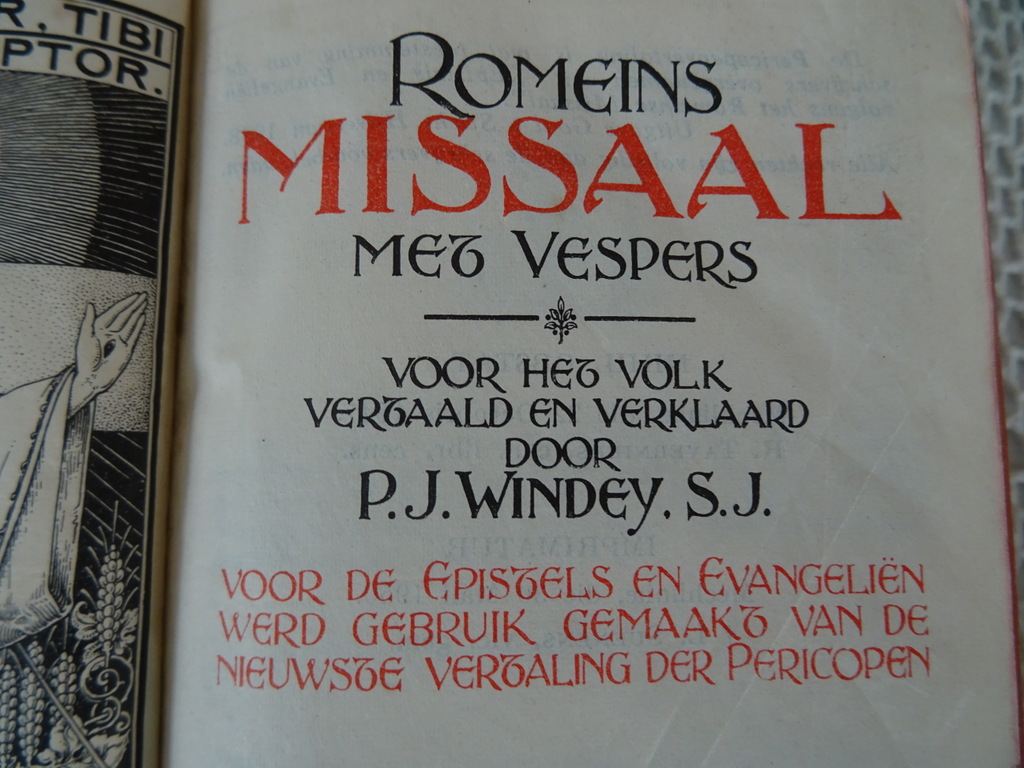 R. TIBI
PTOR.
ROMEINS
MISSAAL
MET VESPERS
VOOR HET VOLK
VERTAALD EN VERKLAARD
DOOR
P. J. WINDEY, S.J.
VOOR DE EPISTELS EN EVANGELIËN
WERD GEBRUIK GEMAAKT VAN DE
NIEUWSTE VERTALING DER PERICOPEN